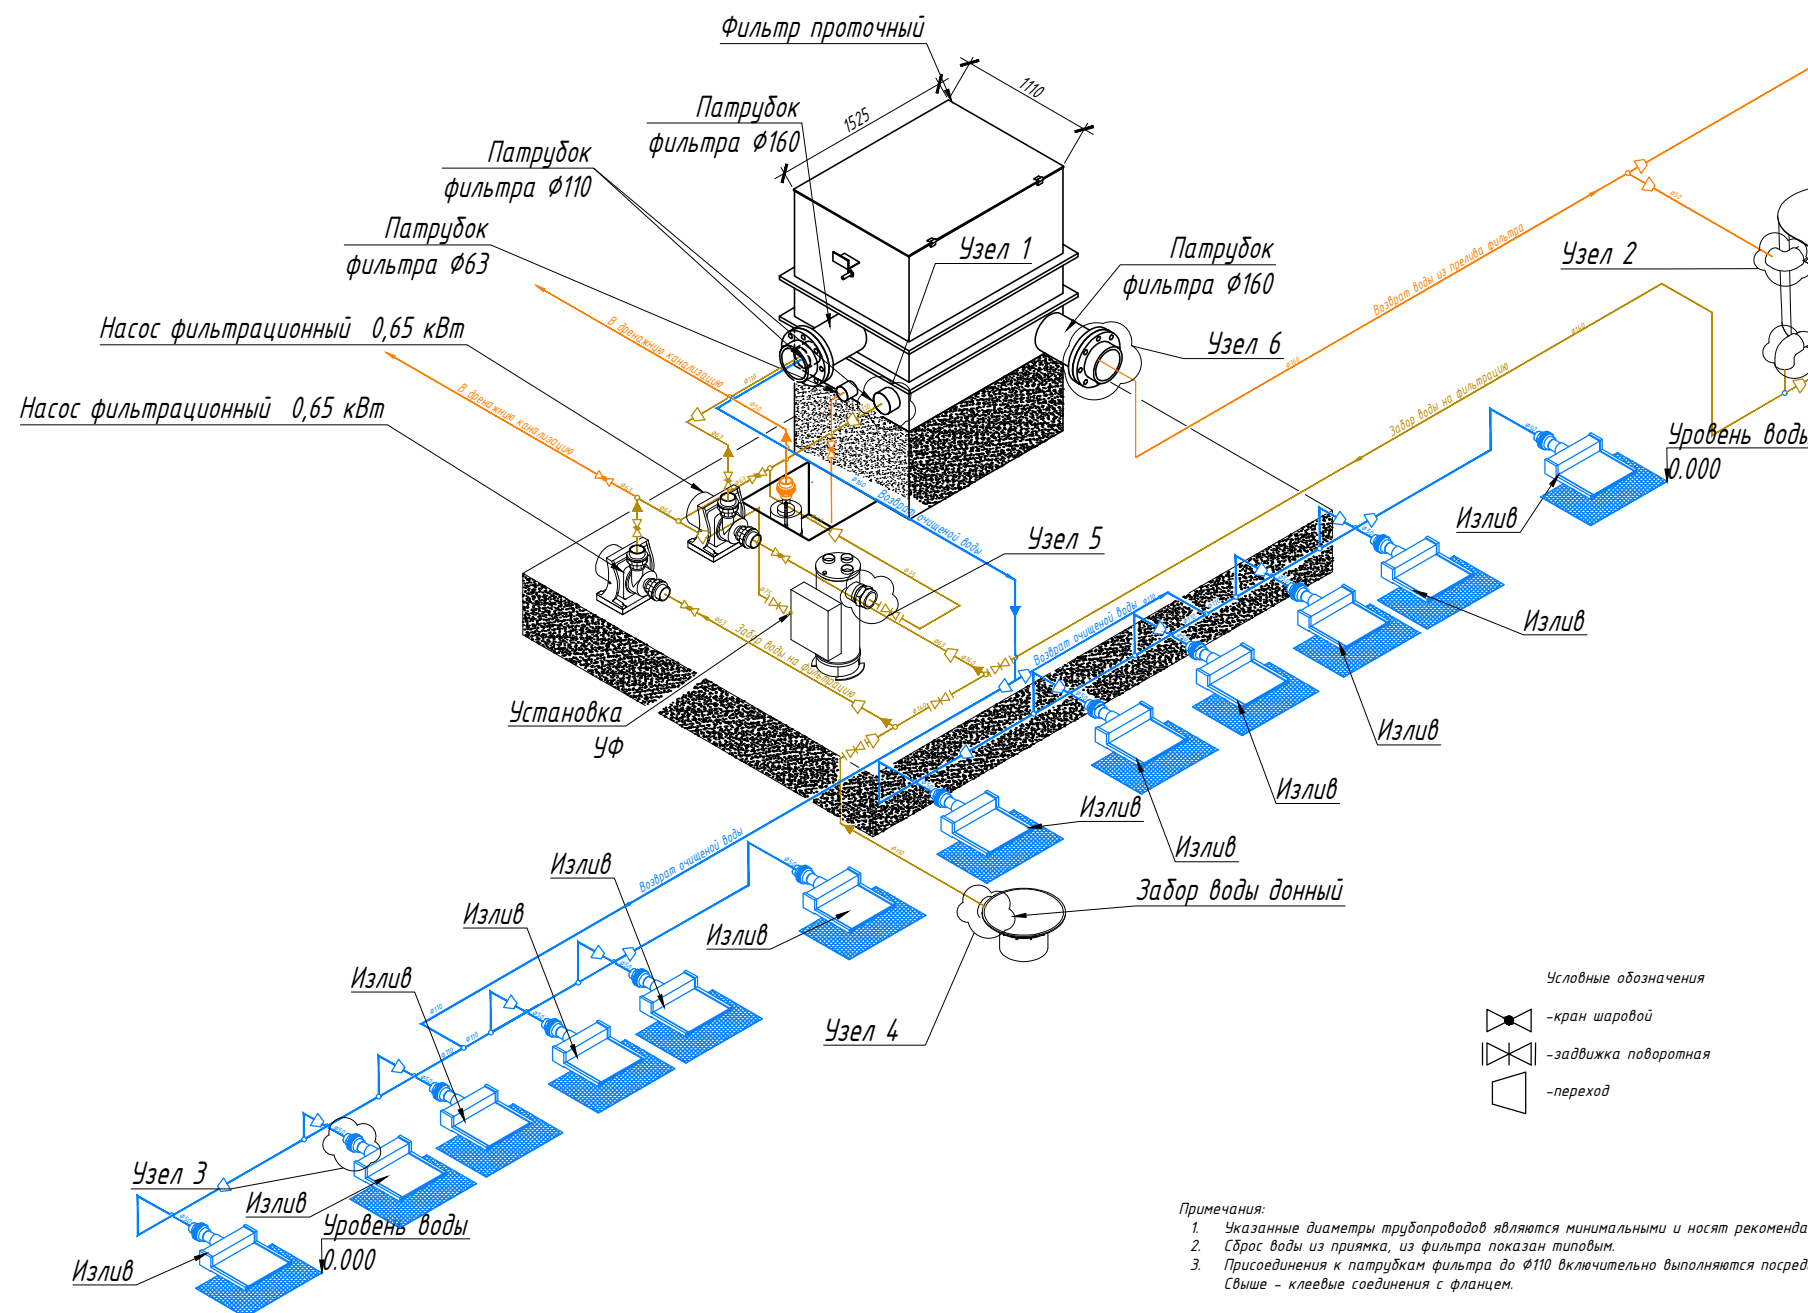 Фильтр проточный
1110
1525
Патрубок
фильтра Ф160
Патрубок
фильтра Ф110
Патрубок
фильтра Ф63
Узел 1
Патрубок
фильтра Ф160
Узел 6
Узел 2
Насос фильтрационный 0,65 кВт
Насос фильтрационный 0,65 кВт
В дренажную канализацию
В дренажную канализацию
Возврат воды из прелива фильтра
Забор воды на фильтрацию
Возврат очищеной воды
Уровень воды
0.000
Излив
Узел 5
Излив
Возврат очищеной воды
Забор воды на фильтрацию
Установка
УФ
Излив
Излив
Излив
Излив
Возврат очищеной воды
Излив
Забор воды донный
Излив
Излив
Излив
Узел 4
Условные обозначения
-кран шаровой
-задвижка поворотная
-переход
Узел 3
Излив
Уровень воды
0.000
Излив
Примечания:
1. Указанные диаметры трубопроводов являются минимальными и носят рекоменда
2. Сброс воды из приямка, из фильтра показан типовым.
3. Присоединения к патрубкам фильтра до Ф110 включительно выполняются посред
Свыше - клеевые соединения с фланцем.